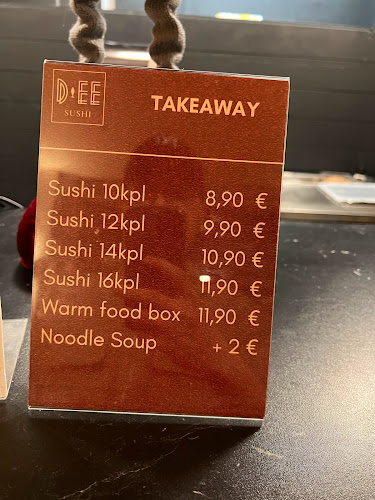 D EE
SUSHI
TAKEAWAY
Sushi 10kpl 8,90 €
Sushi 12kpl 9,90 €
Sushi 14kpl 10,90 €
Sushi 16kpl 11,90 €
Warm food box 11,90 €
Noodle Soup + 2 €